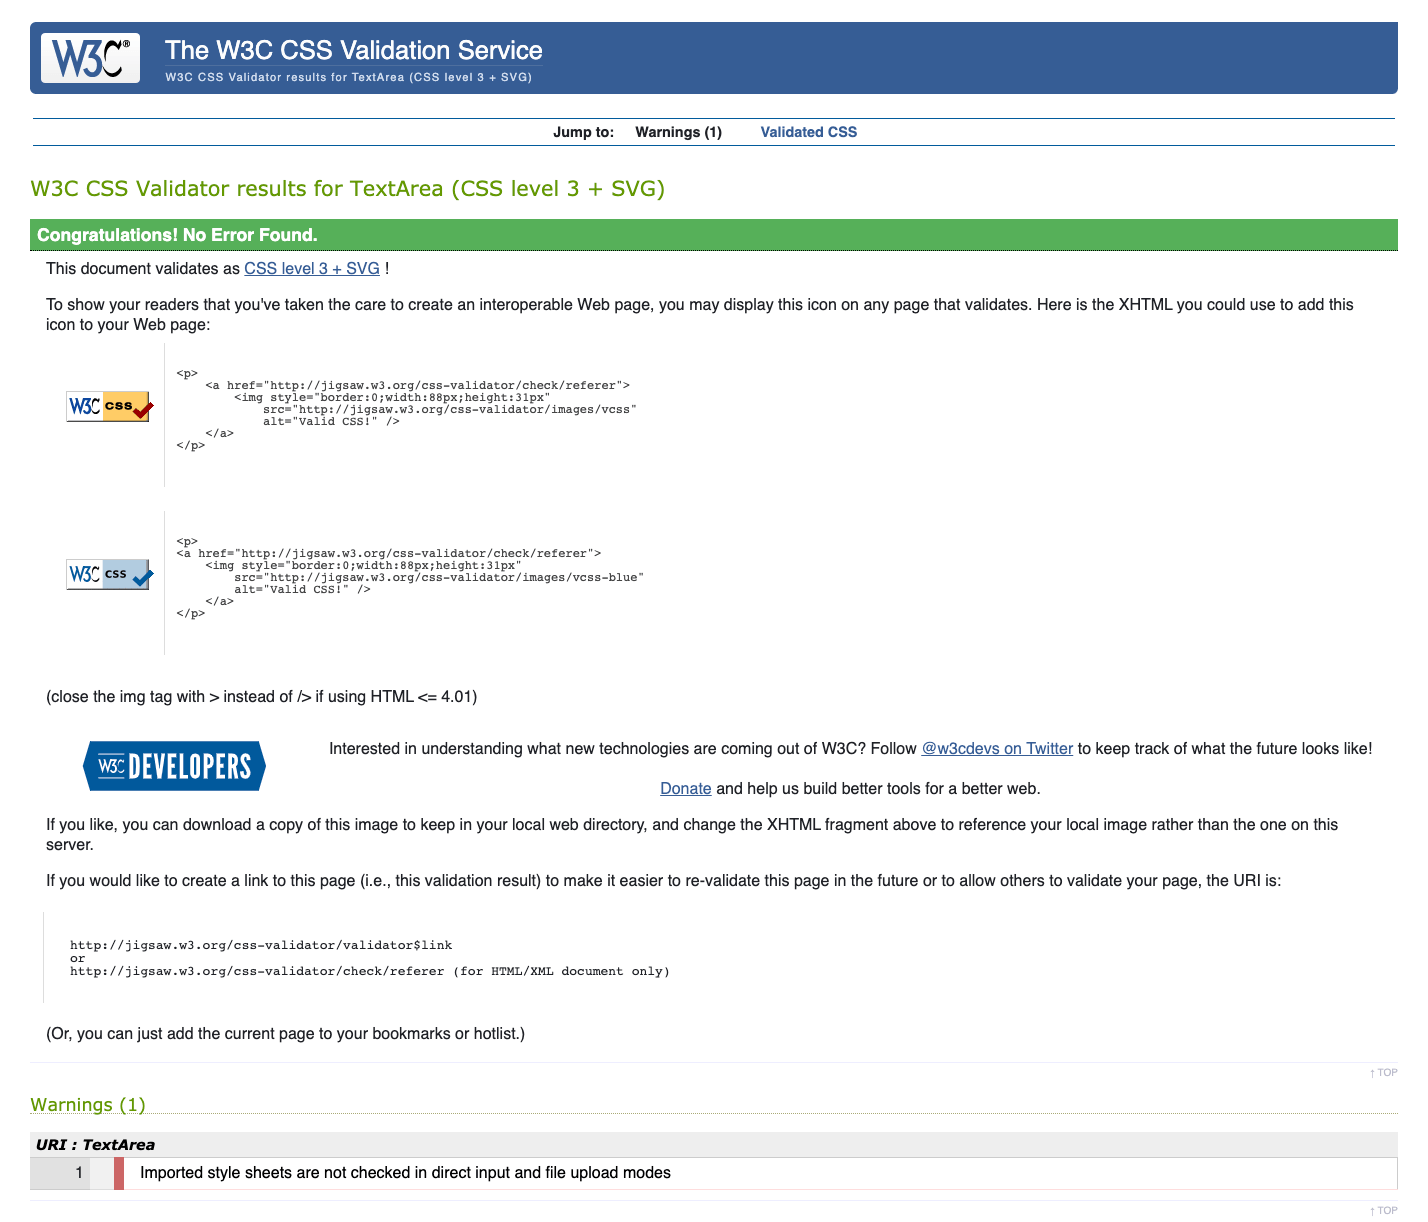 W3C®
The W3C CSS Validation Service
W3C CSS Validator results for TextArea (CSS level 3 + SVG)
Jump to: Warnings (1) Validated CSS
W3C CSS Validator results for TextArea (CSS level 3 + SVG)
Congratulations! No Error Found.
This document validates as CSS level 3 + SVG !
To show your readers that you've taken the care to create an interoperable Web page, you may display this icon on any page that validates. Here is the XHTML you could use to add this
icon to your Web page:
W3C css
<p>
    <a href="http://jigsaw.w3.org/css-validator/check/referer">
        <img style="border:0;width:88px;height:31px"
            src="http://jigsaw.w3.org/css-validator/images/vcss"
            alt="Valid CSS!" />
    </a>
</p>
W3C css
<p>
<a href="http://jigsaw.w3.org/css-validator/check/referer">
    <img style="border:0;width:88px;height:31px"
        src="http://jigsaw.w3.org/css-validator/images/vcss-blue"
        alt="Valid CSS!" />
    </a>
</p>
(close the img tag with > instead of /> if using HTML <= 4.01)
W3C DEVELOPERS
Interested in understanding what new technologies are coming out of W3C? Follow @w3cdevs on Twitter to keep track of what the future looks like!
Donate and help us build better tools for a better web.
If you like, you can download a copy of this image to keep in your local web directory, and change the XHTML fragment above to reference your local image rather than the one on this
server.
If you would like to create a link to this page (i.e., this validation result) to make it easier to re-validate this page in the future or to allow others to validate your page, the URI is:
http://jigsaw.w3.org/css-validator/validator$link
or
http://jigsaw.w3.org/css-validator/check/referer (for HTML/XML document only)
(Or, you can just add the current page to your bookmarks or hotlist.)
↑ TOP
Warnings (1)
URI : TextArea
1 Imported style sheets are not checked in direct input and file upload modes
↑ TOP